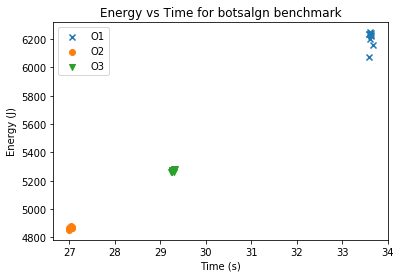 Energy vs Time for botsalgn benchmark
O1
O2
O3
Energy (J)
6200
6000
5800
5600
5400
5200
5000
4800
27 28 29 30 31 32 33 34
Time (s)